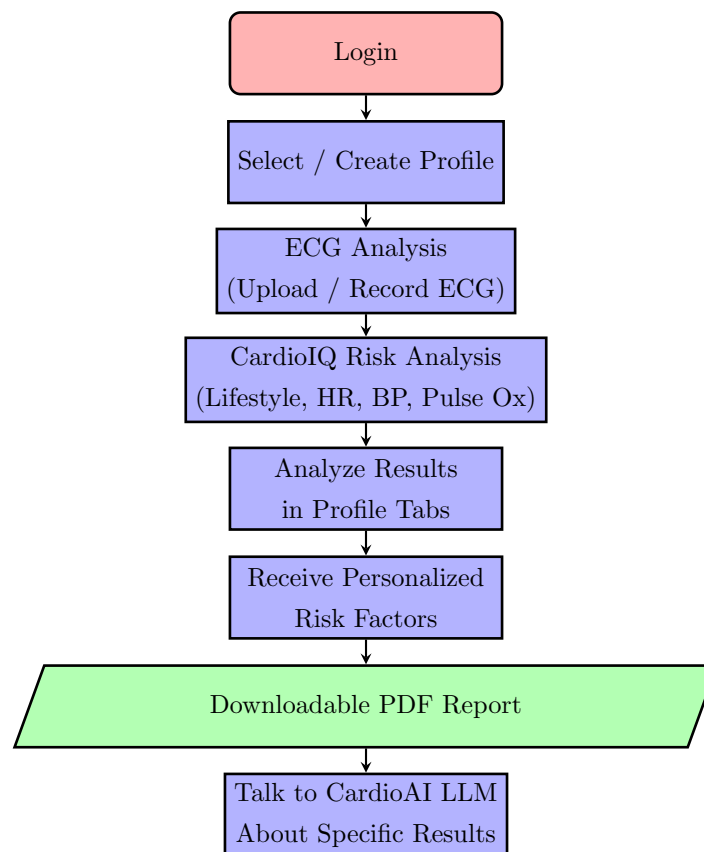 Login
Select / Create Profile
ECG Analysis
(Upload / Record ECG)
CardioIQ Risk Analysis
(Lifestyle, HR, BP, Pulse Ox)
Analyze Results
in Profile Tabs
Receive Personalized
Risk Factors
Downloadable PDF Report
Talk to CardioAI LLM
About Specific Results